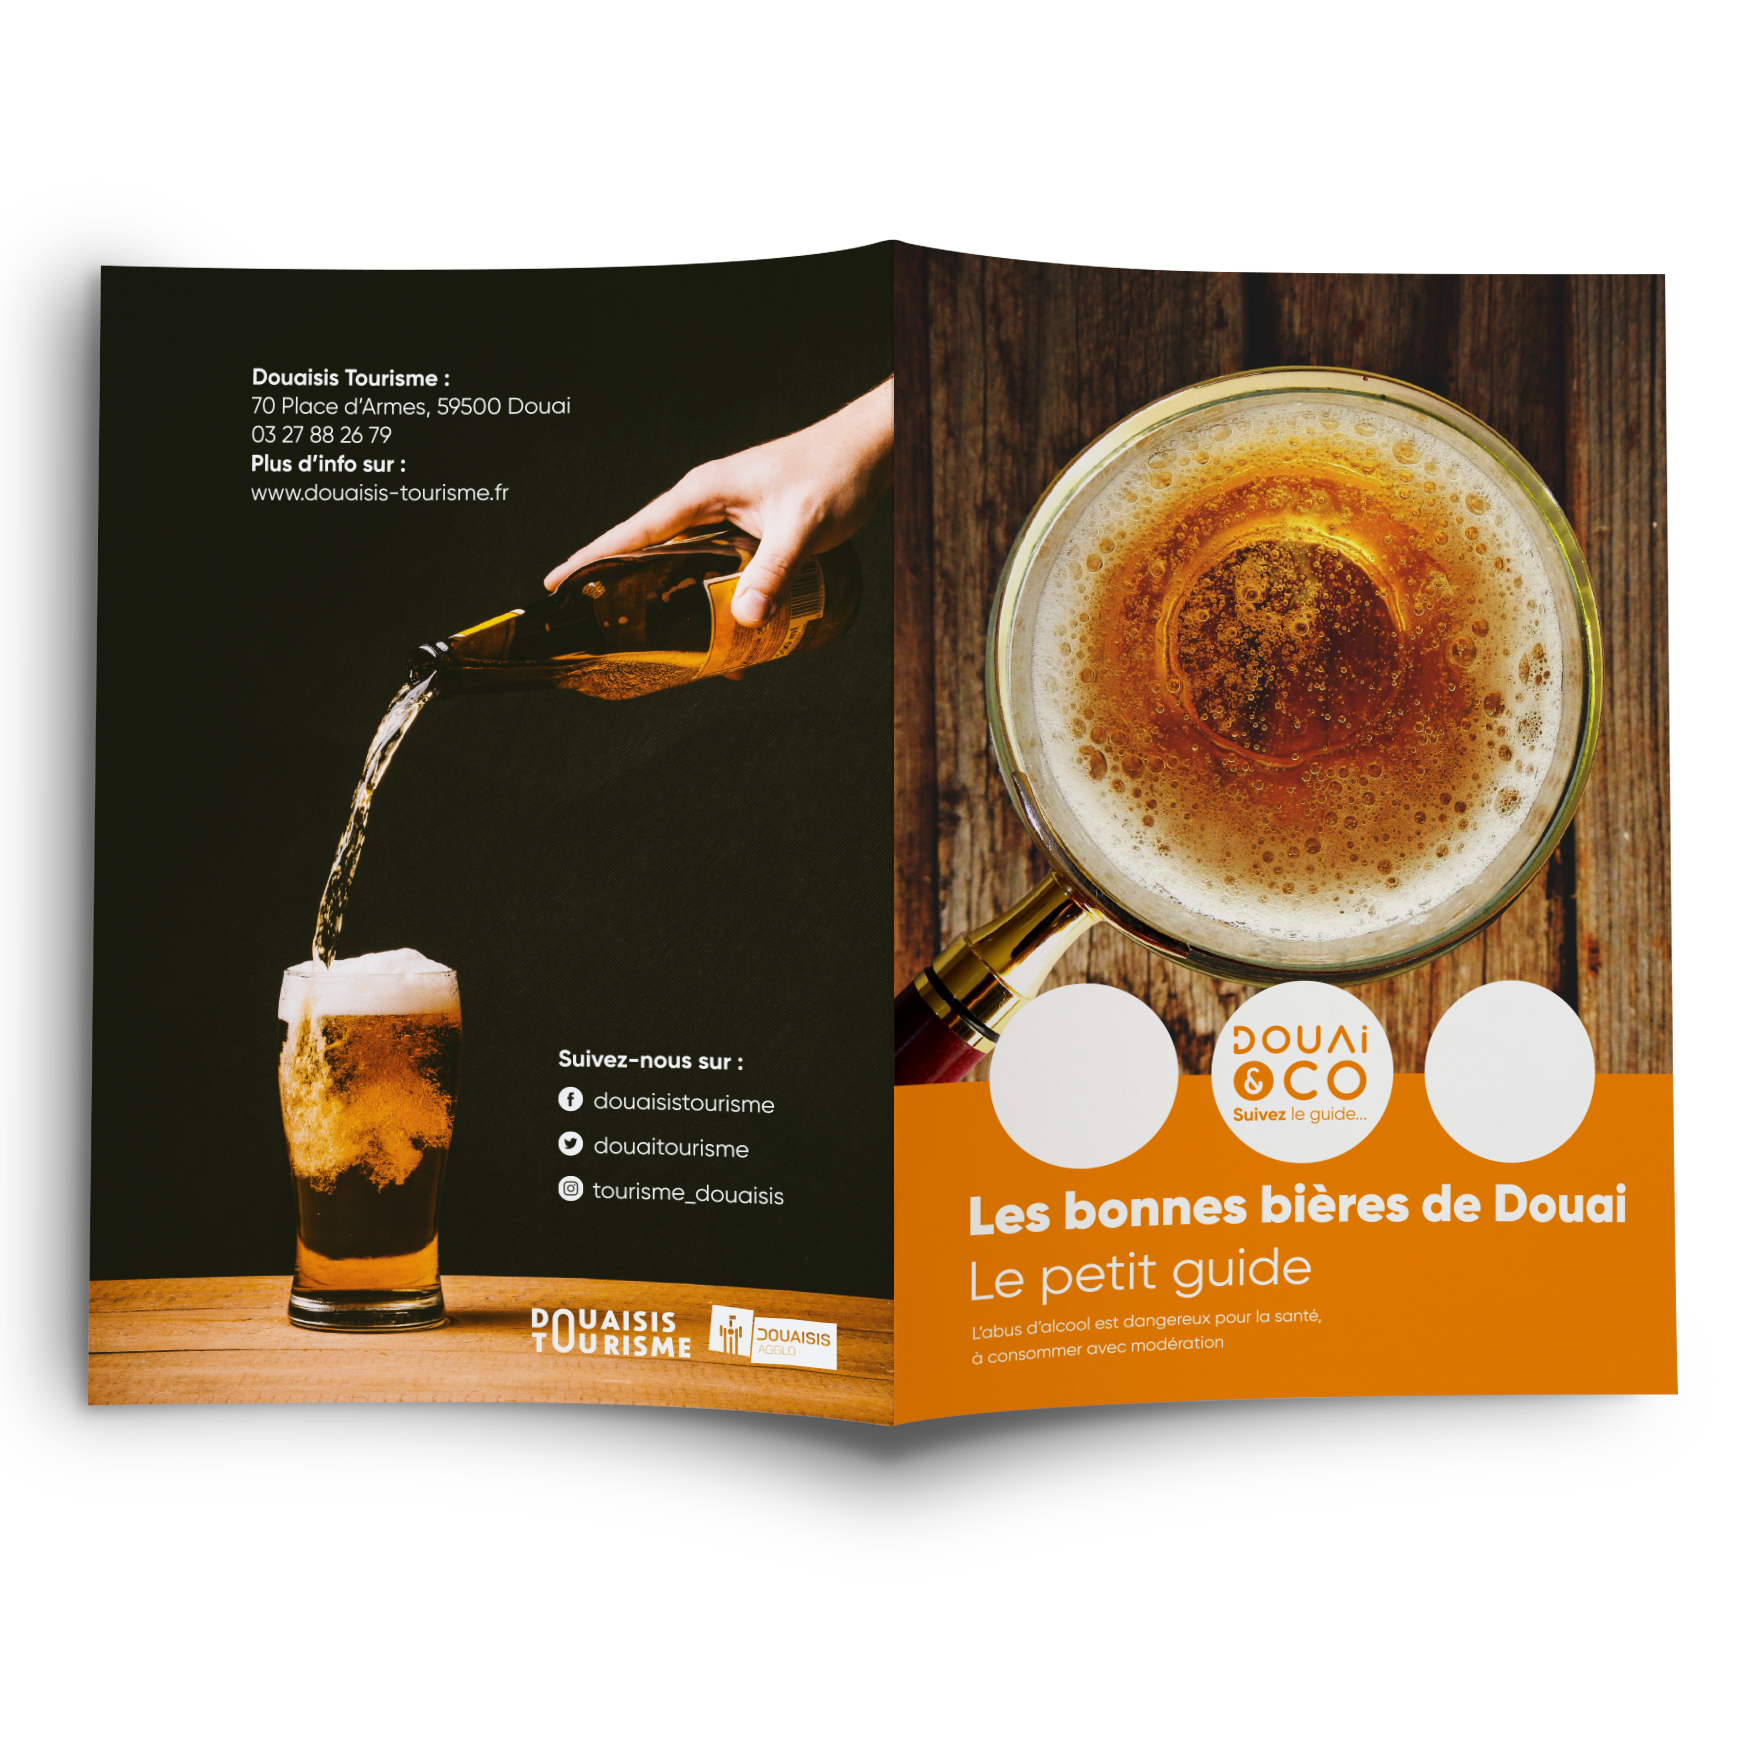 Douaisis Tourisme :
70 Place d'Armes, 59500 Douai
03 27 88 26 79
Plus d'info sur :
www.douaisis-tourisme.fr
Suivez-nous sur :
douaisistourisme
douaitourisme
tourisme_douaisis
DOUAISIS
TOURISME
DOUAISIS
AGGLO
DOUAi
&CO
Suivez le guide...
Les bonnes bières de Douai
Le petit guide
L'abus d'alcool est dangereux pour la santé,
à consommer avec modération